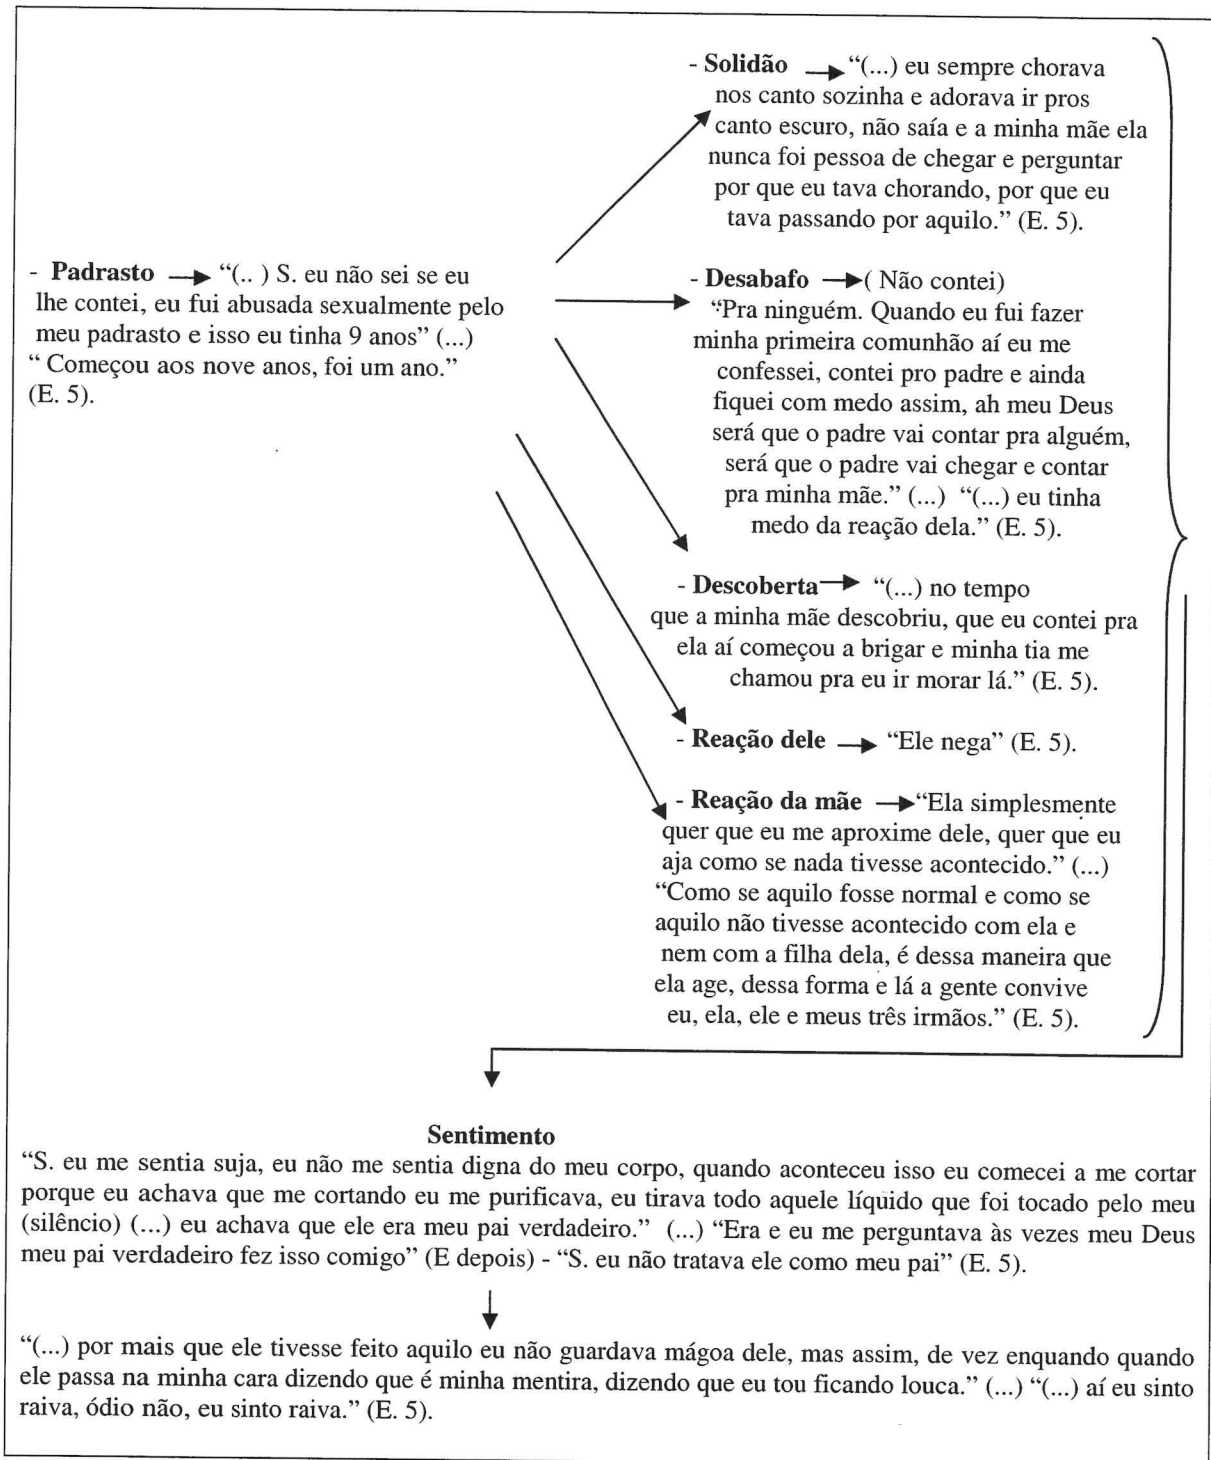 - Solidão “(...) eu sempre chorava
nos canto sozinha e adorava ir pros
canto escuro, não saía e a minha mãe ela
nunca foi pessoa de chegar e perguntar
por que eu tava chorando, por que eu
tava passando por aquilo.” (E. 5).
- Padrasto “(.. ) S. eu não sei se eu
lhe contei, eu fui abusada sexualmente pelo
meu padrasto e isso eu tinha 9 anos” (...)
“ Começou aos nove anos, foi um ano.”
(E. 5).
- Desabafo ( Não contei)
“Pra ninguém. Quando eu fui fazer
minha primeira comunhão aí eu me
confessei, contei pro padre e ainda
fiquei com medo assim, ah meu Deus
será que o padre vai contar pra alguém,
será que o padre vai chegar e contar
pra minha mãe.” (...) “(...) eu tinha
medo da reação dela.” (E. 5).
- Descoberta “(...) no tempo
que a minha mãe descobriu, que eu contei pra
ela aí começou a brigar e minha tia me
chamou pra eu ir morar lá.” (E. 5).
- Reação dele “Ele nega” (E. 5).
- Reação da mãe “Ela simplesmente
quer que eu me aproxime dele, quer que eu
aja como se nada tivesse acontecido.” (...)
“Como se aquilo fosse normal e como se
aquilo não tivesse acontecido com ela e
nem com a filha dela, é dessa maneira que
ela age, dessa forma e lá a gente convive
eu, ela, ele e meus três irmãos.” (E. 5).
Sentimento
“S. eu me sentia suja, eu não me sentia digna do meu corpo, quando aconteceu isso eu comecei a me cortar
porque eu achava que me cortando eu me purificava, eu tirava todo aquele líquido que foi tocado pelo meu
(silêncio) (...) eu achava que ele era meu pai verdadeiro.” (...) “Era e eu me perguntava às vezes meu Deus
meu pai verdadeiro fez isso comigo” (E depois) - “S. eu não tratava ele como meu pai” (E. 5).
“(...) por mais que ele tivesse feito aquilo eu não guardava mágoa dele, mas assim, de vez enquando quando
ele passa na minha cara dizendo que é minha mentira, dizendo que eu tou ficando louca.” (...) “(...) aí eu sinto
raiva, ódio não, eu sinto raiva.” (E. 5).